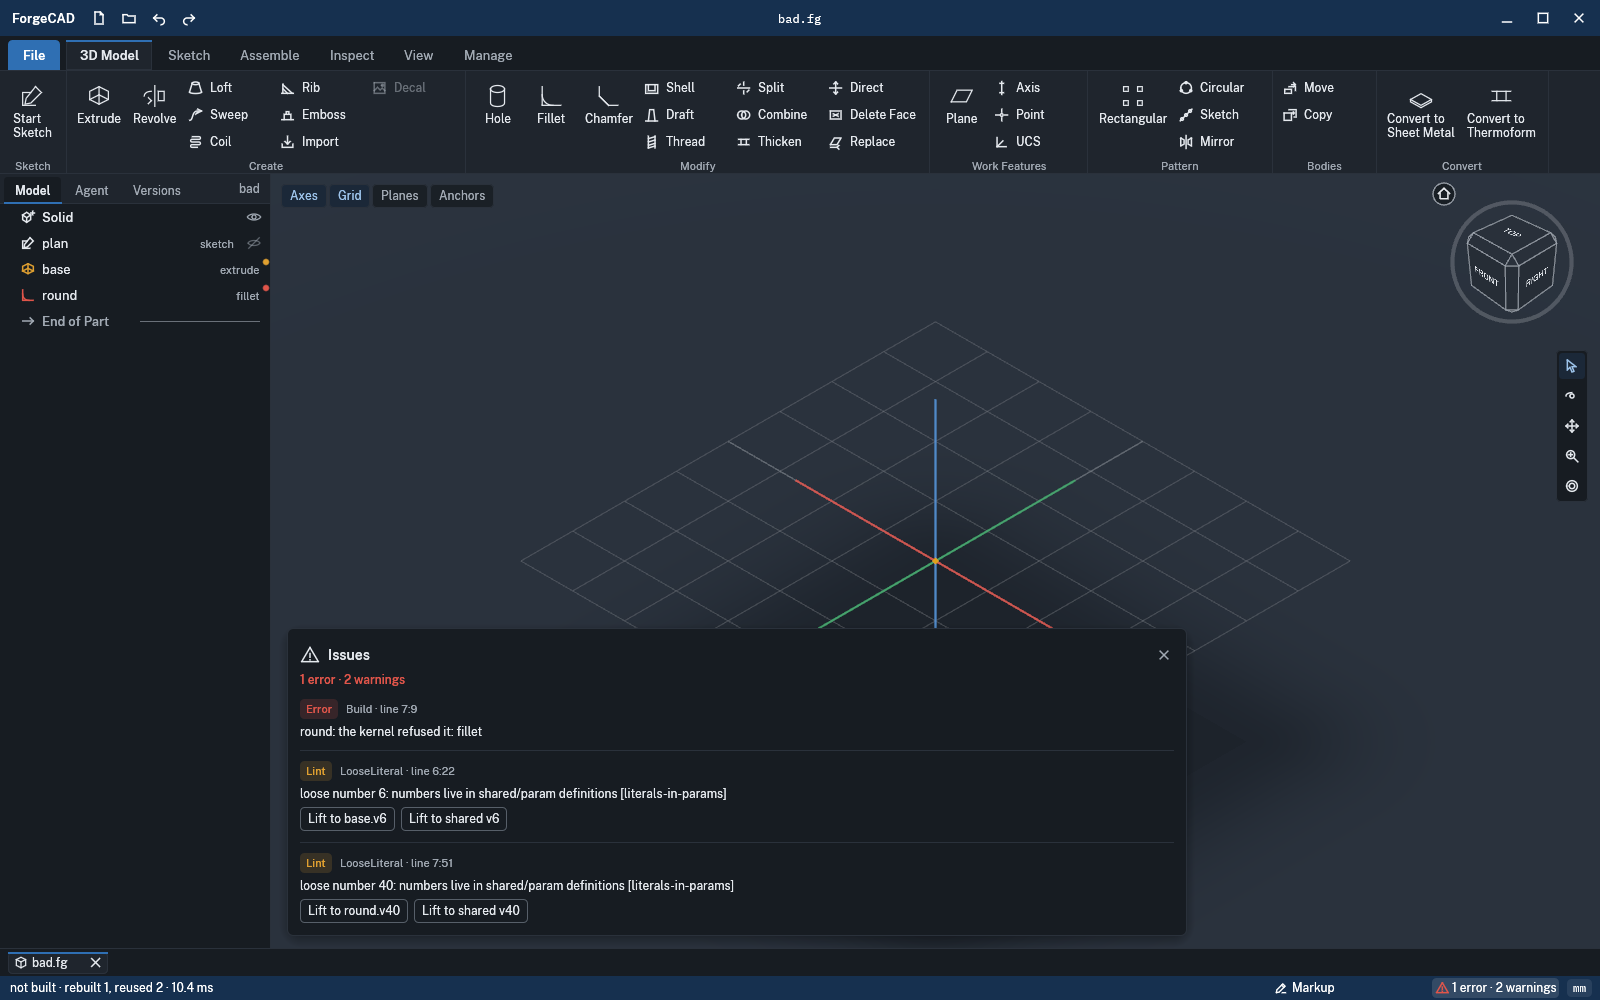 ForgeCAD
bad.fg
File
3D Model
Sketch
Assemble
Inspect
View
Manage
Start Sketch
Sketch
Extrude
Revolve
Loft
Sweep
Coil
Rib
Emboss
Import
Decal
Create
Hole
Fillet
Chamfer
Shell
Draft
Thread
Split
Combine
Thicken
Direct
Delete Face
Replace
Modify
Plane
Axis
Point
UCS
Work Features
Rectangular
Circular
Sketch
Mirror
Pattern
Move
Copy
Bodies
Convert to Sheet Metal
Convert to Thermoform
Convert
Model
Agent
Versions
bad
Solid
plan sketch
base extrude
round fillet
End of Part
Axes
Grid
Planes
Anchors
TOP
FRONT
RIGHT
Issues
1 error · 2 warnings
Error Build · line 7:9
round: the kernel refused it: fillet
Lint LooseLiteral · line 6:22
loose number 6: numbers live in shared/param definitions [literals-in-params]
Lift to base.v6
Lift to shared v6
Lint LooseLiteral · line 7:51
loose number 40: numbers live in shared/param definitions [literals-in-params]
Lift to round.v40
Lift to shared v40
bad.fg
not built · rebuilt 1, reused 2 · 10.4 ms
Markup
1 error · 2 warnings
mm